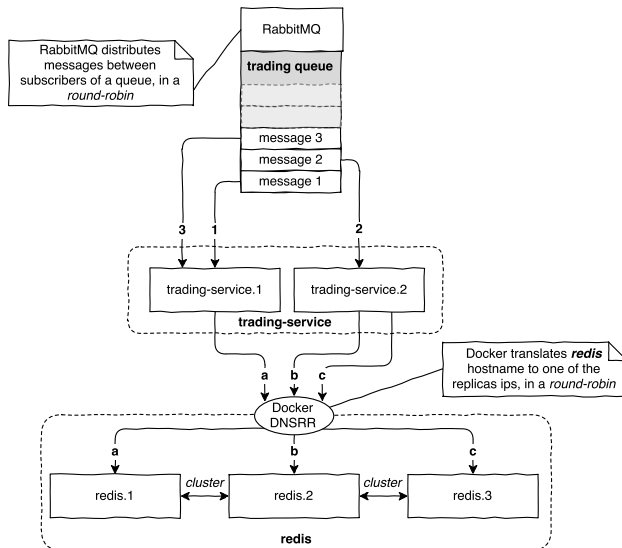 RabbitMQ
RabbitMQ distributes
messages between
subscribers of a queue, in a
round-robin
trading queue
message 3
message 2
message 1
3
1
2
trading-service.1
trading-service.2
trading-service
Docker translates redis
hostname to one of the
replicas ips, in a round-robin
a
b
c
Docker
DNSRR
a
b
c
redis.1
cluster
redis.2
cluster
redis.3
redis